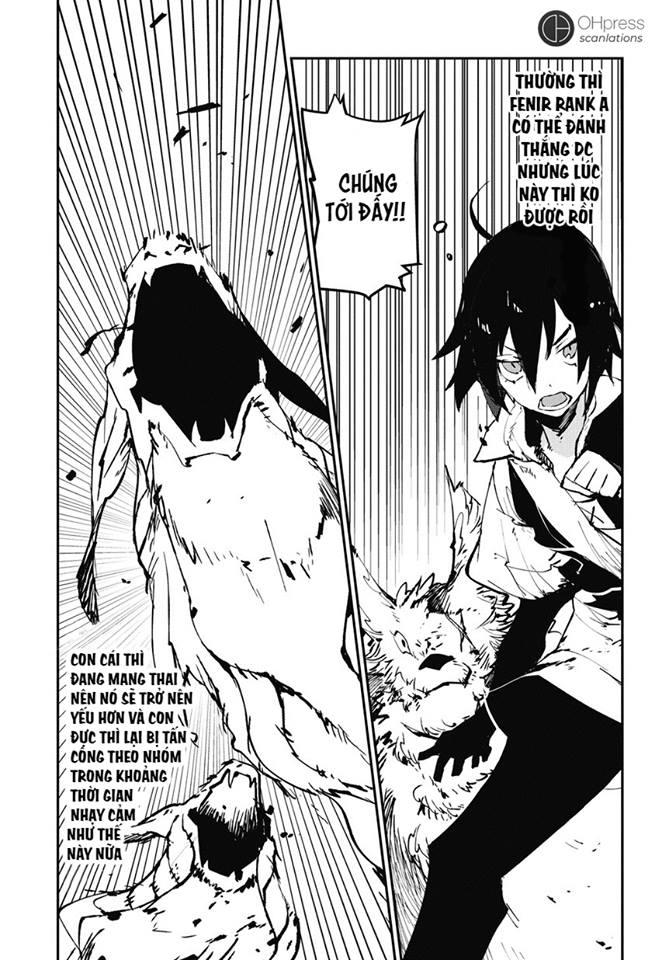 OHpress
scanlations
THƯỜNG THÌ
FENIR RANK A
CÓ THỂ ĐÁNH
THẮNG DC
NHƯNG LÚC
NÀY THÌ KO
ĐƯỢC RỒI
CHÚNG
TỚI ĐẤY!!
CON CÁI THÌ
ĐANG MANG THAI
NÊN NÓ SẼ TRỞ NÊN
YẾU HƠN VÀ CON
ĐỰC THÌ LẠI BỊ TẤN
CÔNG THEO NHÓM
TRONG KHOẢNG
THỜI GIAN
NHẠY CẢM
NHƯ THẾ
NÀY NỮA